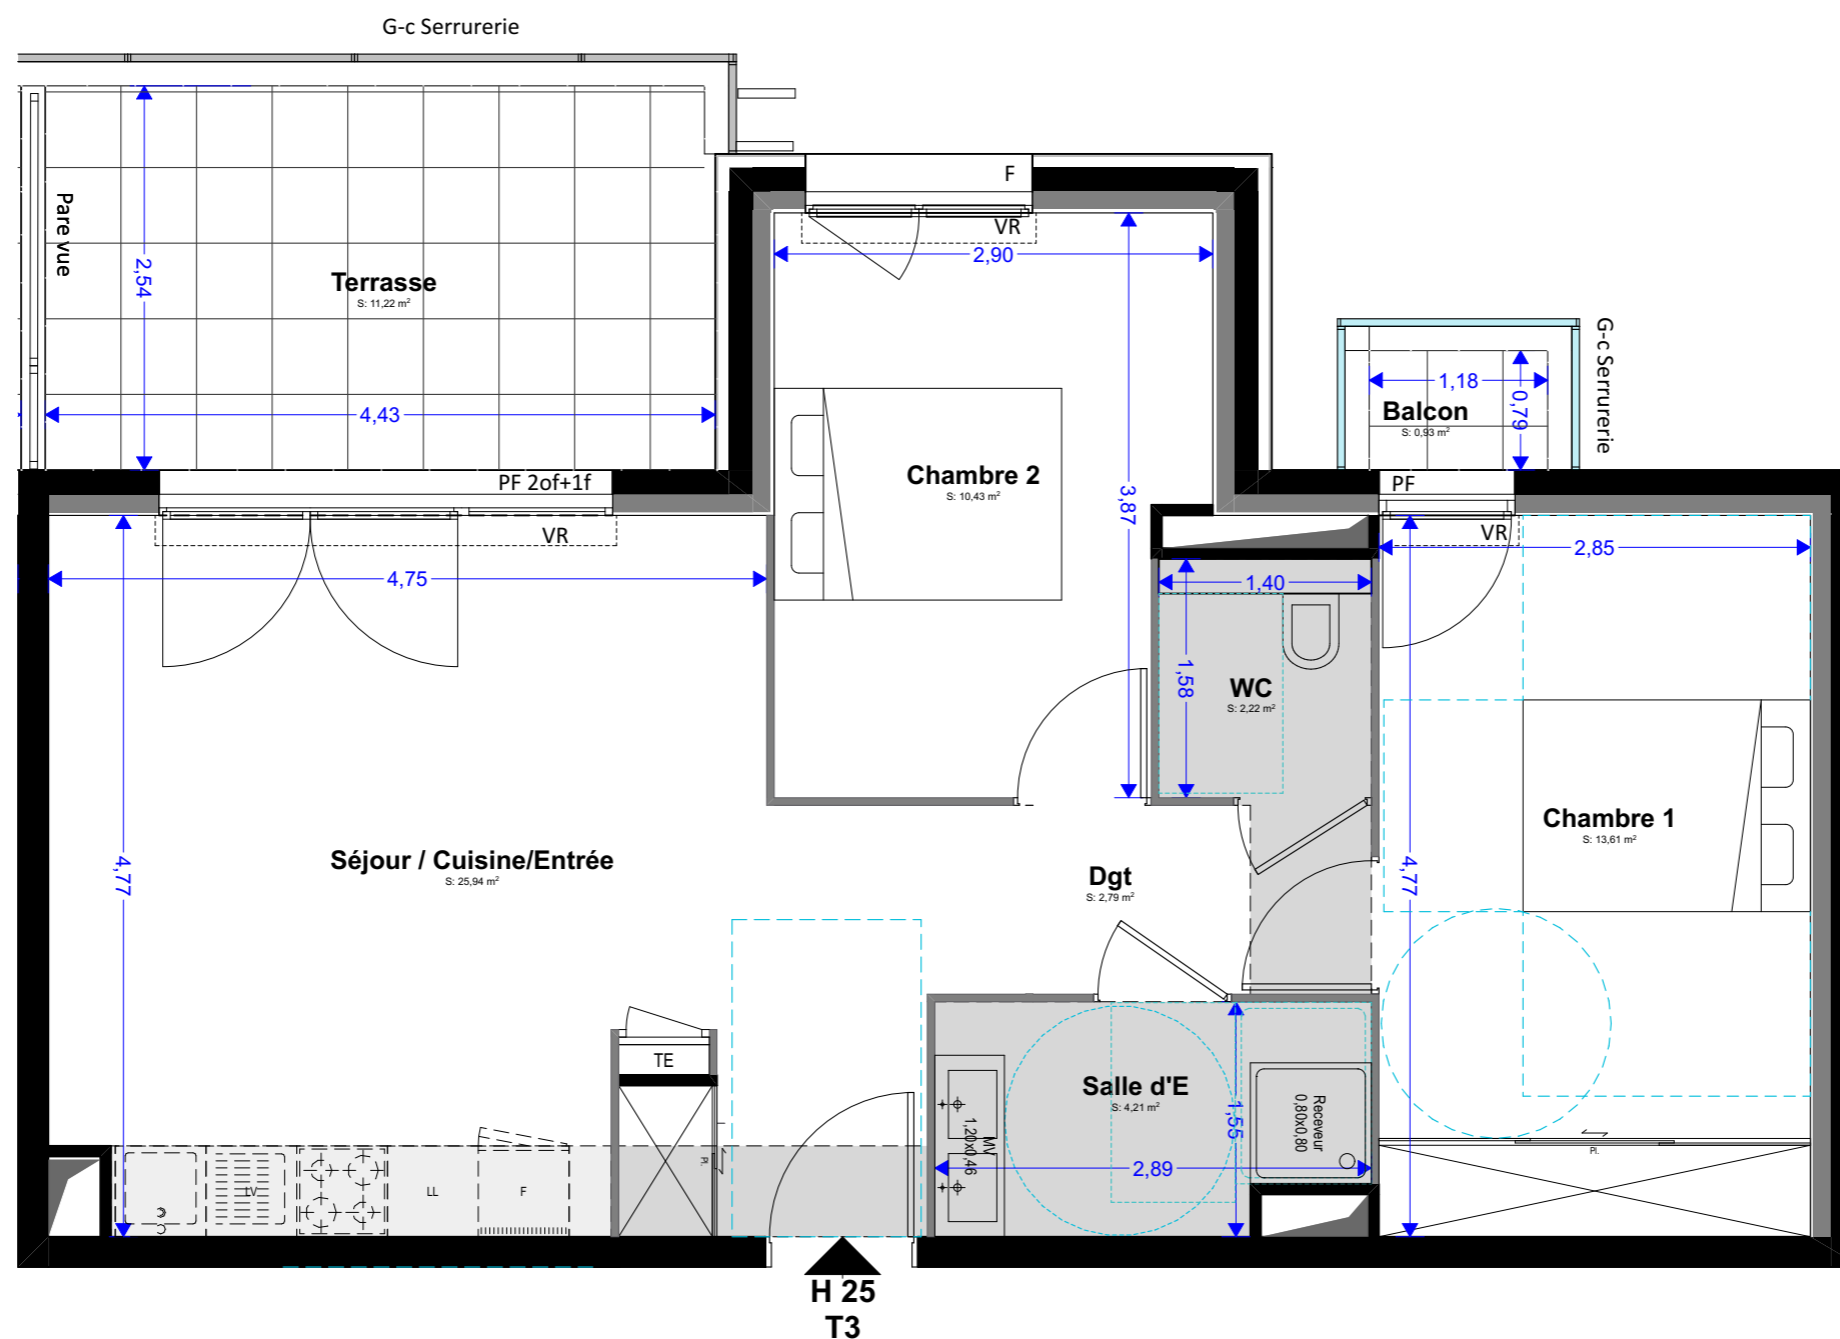 G-c Serrurerie
Pare vue
2,54
Terrasse
S: 11,22 m²
4,43
PF 2of+1f
VR
4,75
F
VR
2,90
Chambre 2
S: 10,43 m²
3,87
G-c Serrurerie
1,18
0,79
Balcon
S: 0,93 m²
PF
VR
2,85
1,40
1,58
WC
S: 2,22 m²
Chambre 1
S: 13,61 m²
4,77
4,77
Séjour / Cuisine/Entrée
S: 25,94 m²
Dgt
S: 2,79 m²
TE
Pl.
LV
LL
F
Salle d'E
S: 4,21 m²
1,55
MV
1,20x0,46
2,89
Receveur
0,80x0,80
Pl.
H 25
T3